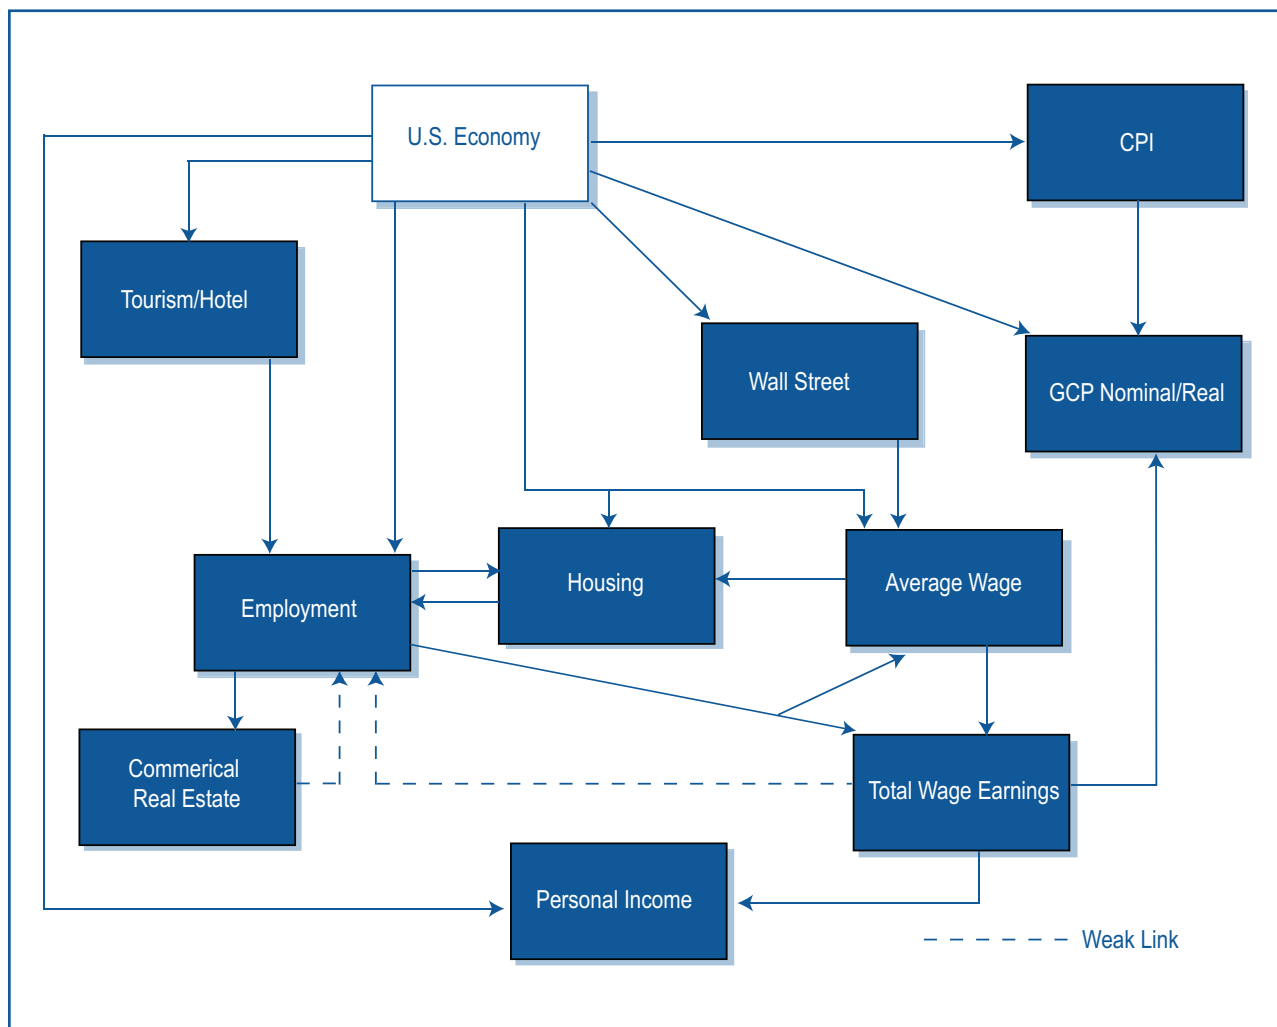 U.S. Economy
CPI
Tourism/Hotel
Wall Street
GCP Nominal/Real
Employment
Housing
Average Wage
Commerical
Real Estate
Total Wage Earnings
Personal Income
Weak Link